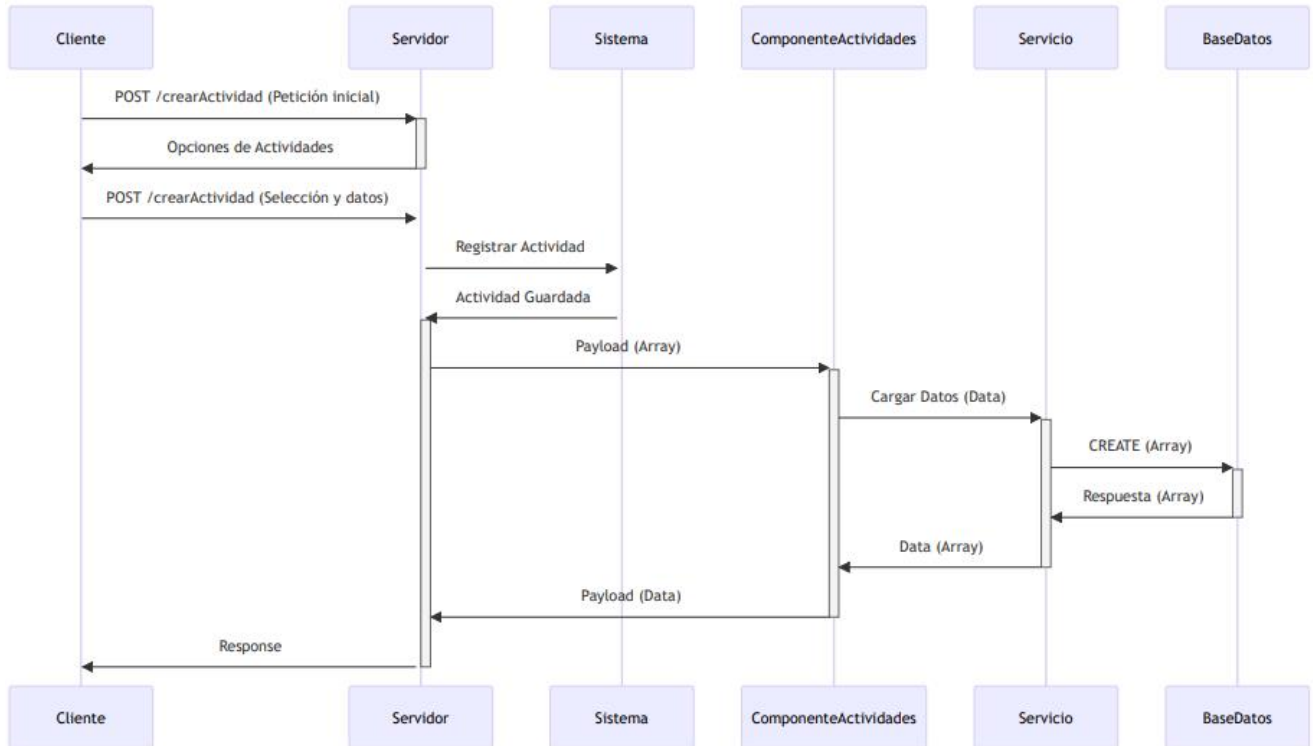 Cliente
Servidor
Sistema
ComponenteActividades
Servicio
BaseDatos
POST /crearActividad (Petición inicial)
Opciones de Actividades
POST /crearActividad (Selección y datos)
Registrar Actividad
Actividad Guardada
Payload (Array)
Cargar Datos (Data)
CREATE (Array)
Respuesta (Array)
Data (Array)
Payload (Data)
Response
Cliente
Servidor
Sistema
ComponenteActividades
Servicio
BaseDatos